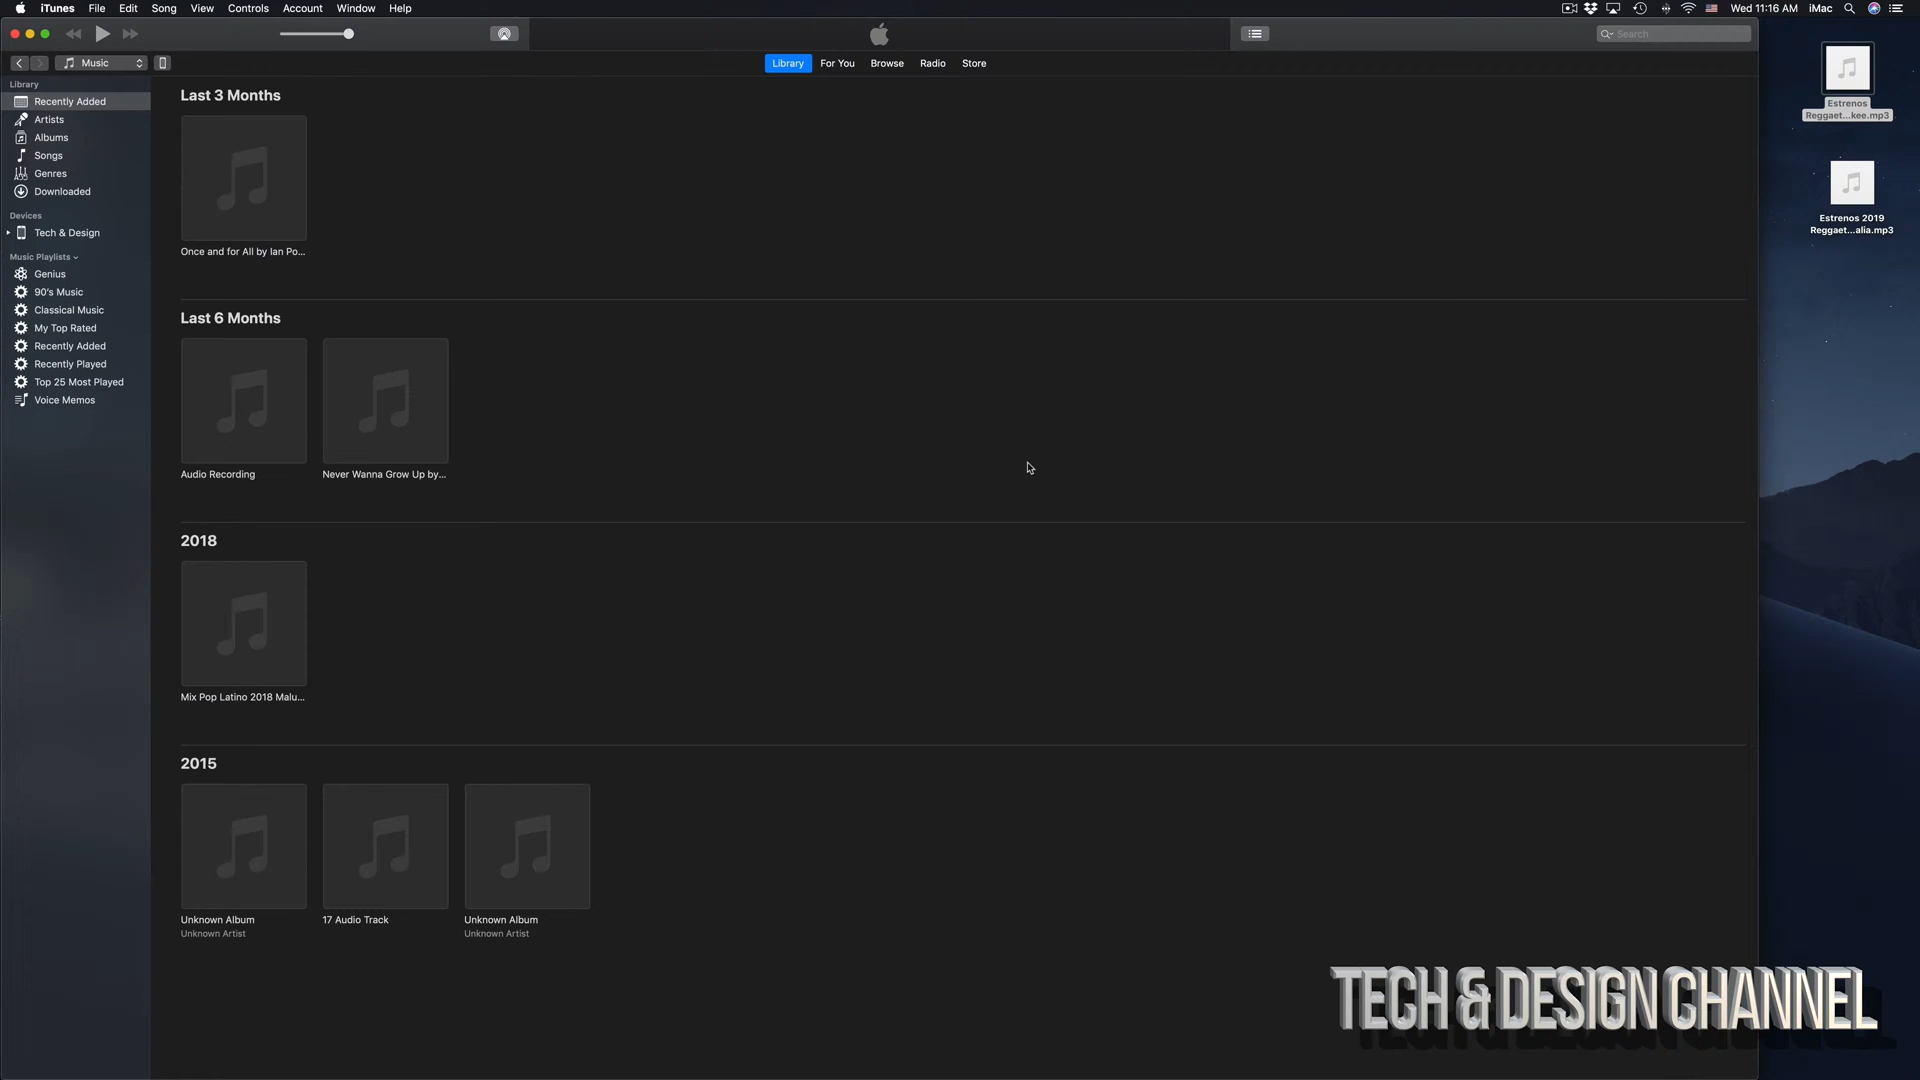 iTunes File Edit Song View Controls Account Window Help
Wed 11:16 AM iMac
Search
Music
Library For You Browse Radio Store
Library
Recently Added
Artists
Albums
Songs
Genres
Downloaded
Devices
Tech & Design
Music Playlists
Genius
90's Music
Classical Music
My Top Rated
Recently Added
Recently Played
Top 25 Most Played
Voice Memos
Last 3 Months
Once and for All by Ian Po...
Last 6 Months
Audio Recording
Never Wanna Grow Up by...
2018
Mix Pop Latino 2018 Malu...
2015
Unknown Album
Unknown Artist
17 Audio Track
Unknown Album
Unknown Artist
Estrenos
Reggaet...kee.mp3
Estrenos 2019
Reggaet...alia.mp3
TECH & DESIGN CHANNEL